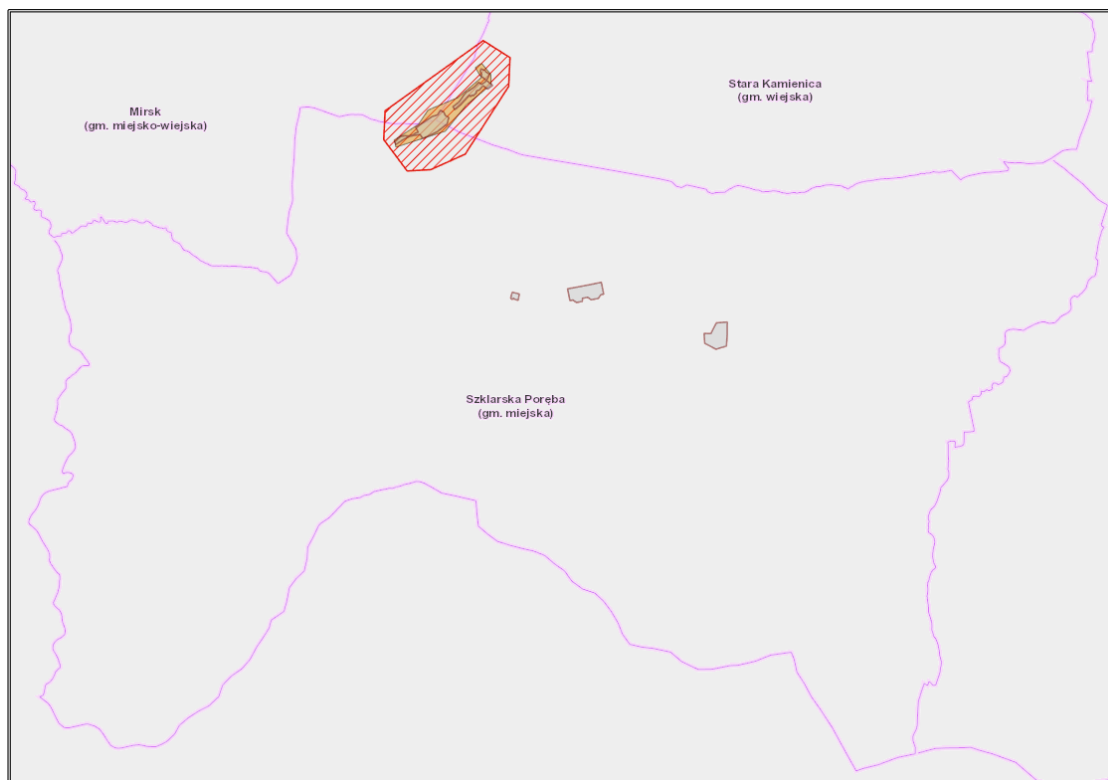 Mirsk
(gm. miejsko-wiejska)
Stara Kamienica
(gm. wiejska)
Szklarska Poręba
(gm. miejska)